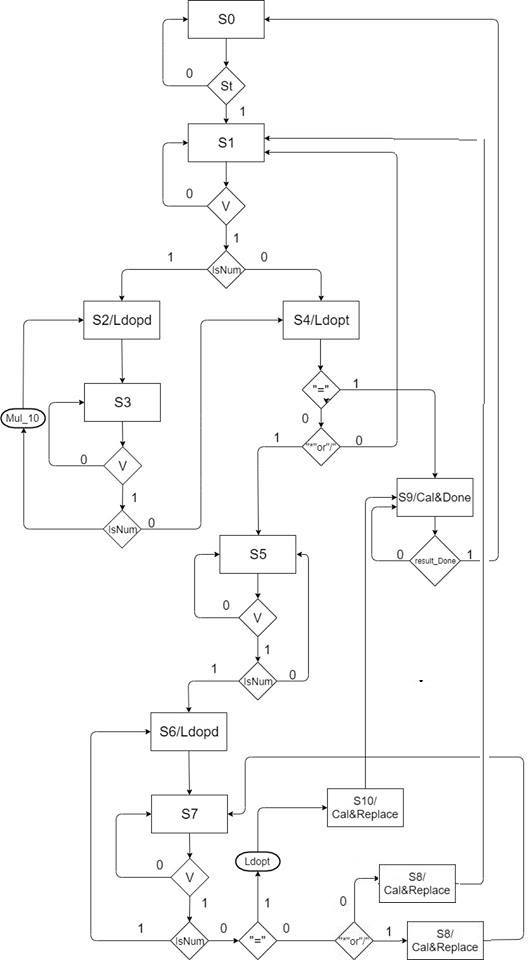 S0
0
St
1
S1
0
V
1
1
IsNum
0
S2/Ldopd
S4/Ldopt
S3
"="
1
Mul_10
0
0
V
1
"*"or"/"
0
1
IsNum
0
S9/Cal&Done
S5
0
result_Done
1
0
V
1
1
IsNum
0
S6/Ldopd
S7
S10/
Cal&Replace
0
V
Ldopt
1
1
0
S8/
Cal&Replace
1
IsNum
0
"="
0
"*"or"/"
1
S8/
Cal&Replace